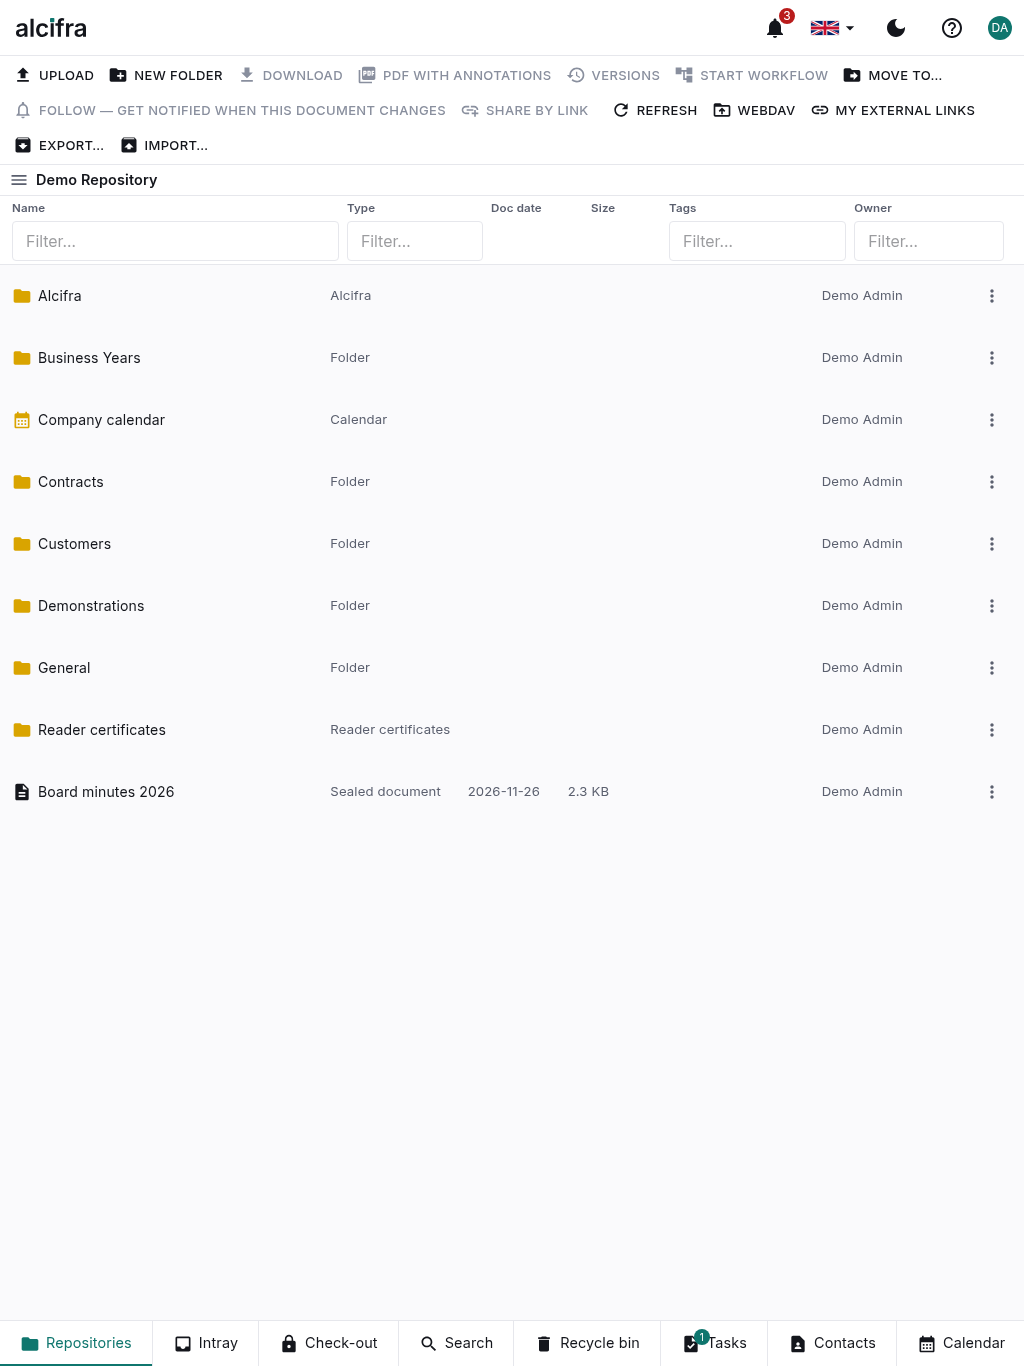 alcifra
3
DA
UPLOAD NEW FOLDER DOWNLOAD PDF WITH ANNOTATIONS VERSIONS START WORKFLOW MOVE TO...
FOLLOW — GET NOTIFIED WHEN THIS DOCUMENT CHANGES SHARE BY LINK REFRESH WEBDAV MY EXTERNAL LINKS
EXPORT... IMPORT...
Demo Repository
Name Type Doc date Size Tags Owner
Filter... Filter... Filter... Filter...
Alcifra Alcifra Demo Admin
Business Years Folder Demo Admin
Company calendar Calendar Demo Admin
Contracts Folder Demo Admin
Customers Folder Demo Admin
Demonstrations Folder Demo Admin
General Folder Demo Admin
Reader certificates Reader certificates Demo Admin
Board minutes 2026 Sealed document 2026-11-26 2.3 KB Demo Admin
Repositories Intray Check-out Search Recycle bin 1 Tasks Contacts Calendar